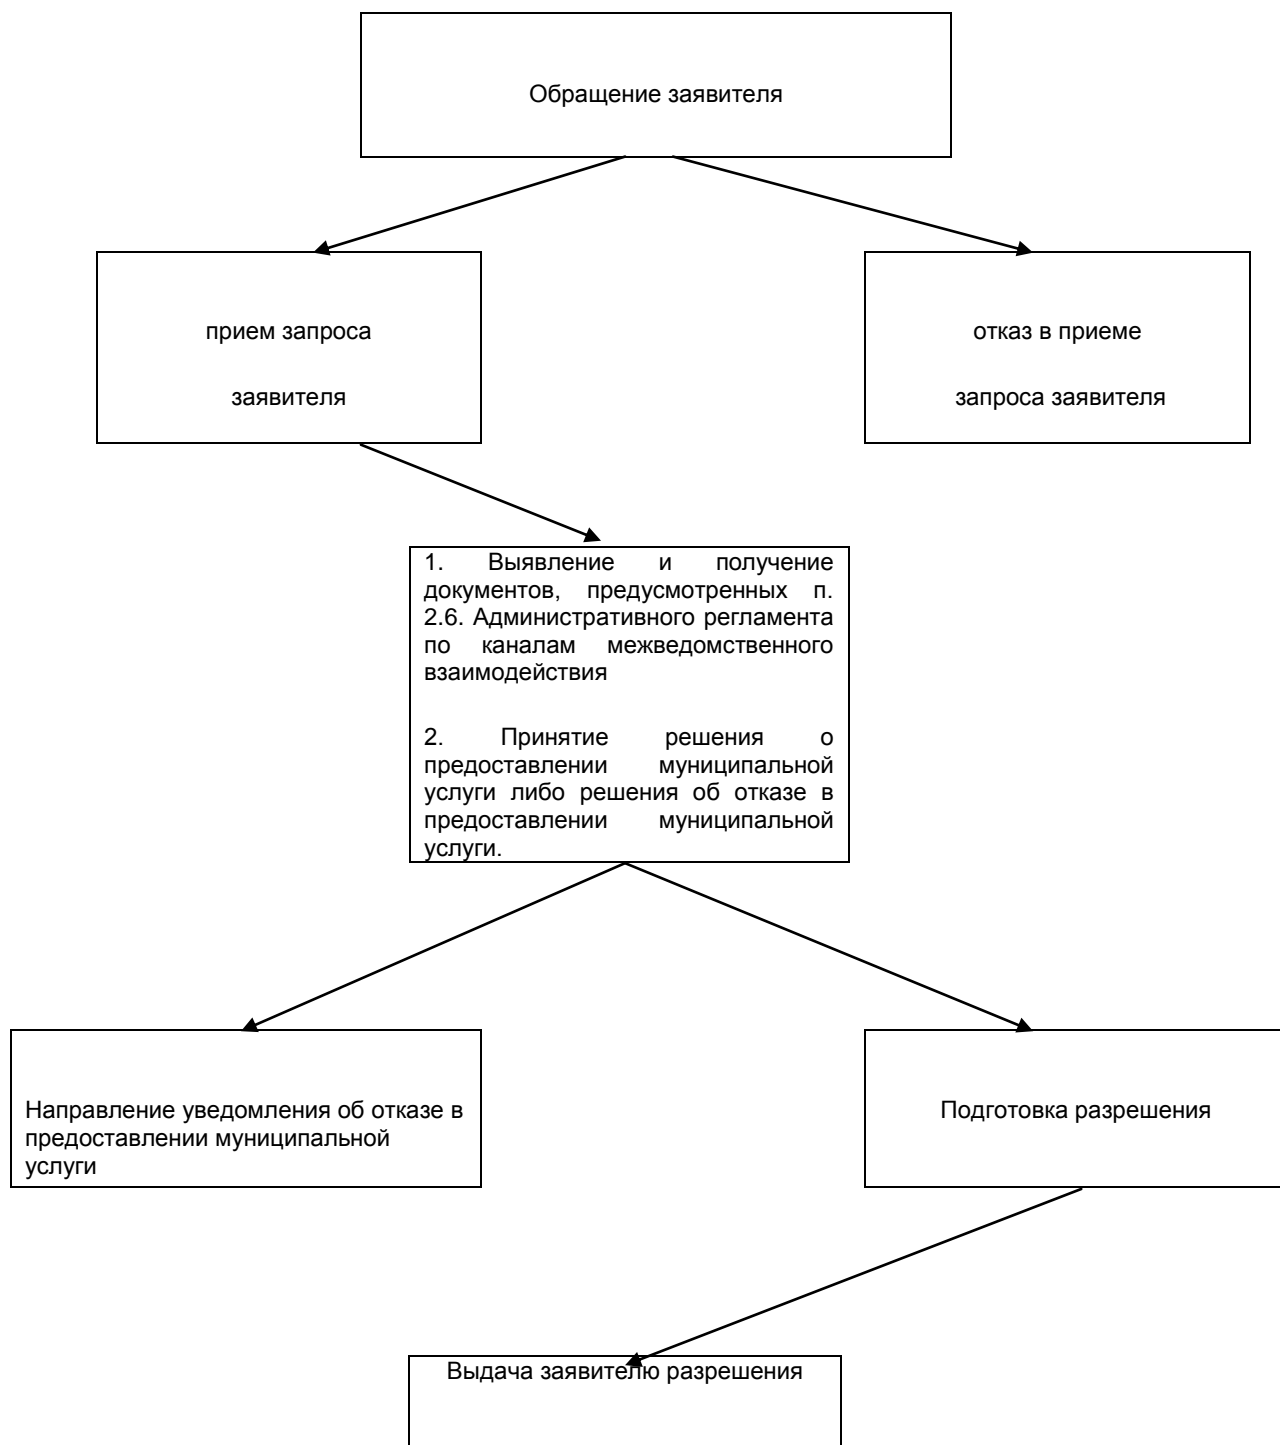 Обращение заявителя
прием запроса
заявителя
отказ в приеме
запроса заявителя
1. Выявление и получение
документов, предусмотренных п.
2.6. Административного регламента
по каналам межведомственного
взаимодействия
2. Принятие решения о
предоставлении муниципальной
услуги либо решения об отказе в
предоставлении муниципальной
услуги.
Направление уведомления об отказе в
предоставлении муниципальной
услуги
Подготовка разрешения
Выдача заявителю разрешения